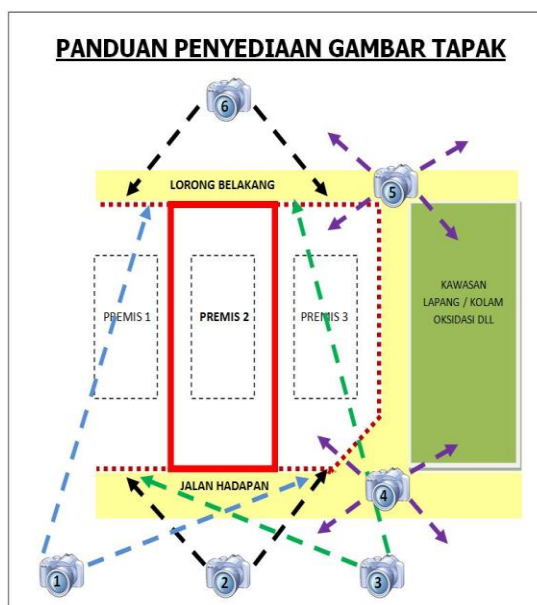 PANDUAN PENYEDIAAN GAMBAR TAPAK
6
LORONG BELAKANG
5
PREMIS 1
PREMIS 2
PREMIS 3
KAWASAN
LAPANG / KOLAM
OKSIDASI DLL
JALAN HADAPAN
4
1
2
3